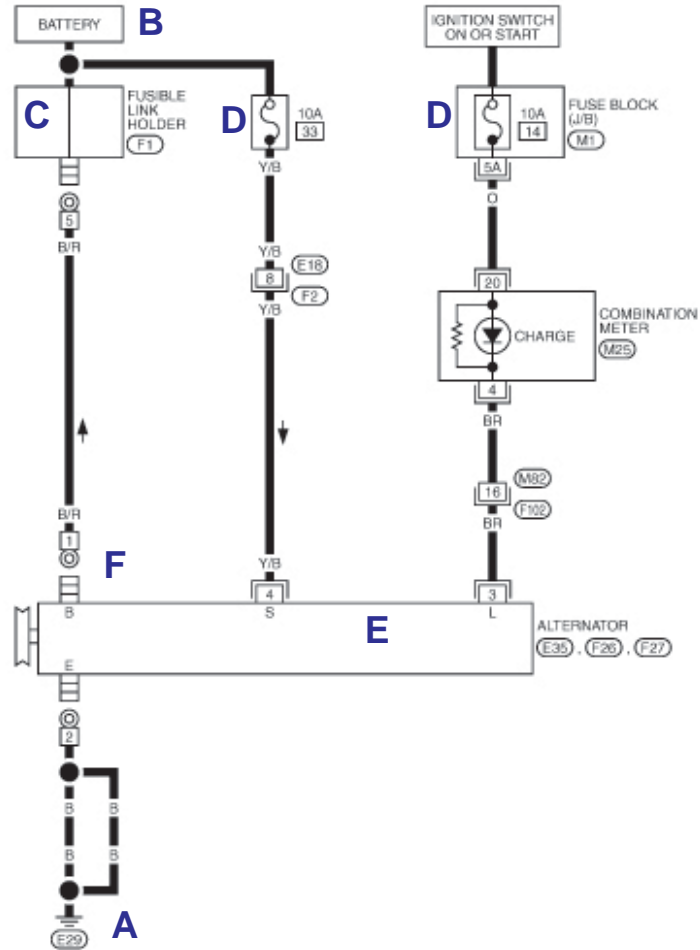 BATTERY
B
IGNITION SWITCH
ON OR START
C
FUSIBLE
LINK
HOLDER
F1
D
10A
33
D
10A
14
FUSE BLOCK
(J/B)
M1
Y/B
5A
5
O
B/R
Y/B
8
E18
F2
Y/B
20
CHARGE
COMBINATION
METER
M25
4
BR
16
M82
F102
BR
B/R
1
F
Y/B
4
3
B
S
L
E
ALTERNATOR
E35 , F26 , F27
E
2
B
B
B
B
A
E29